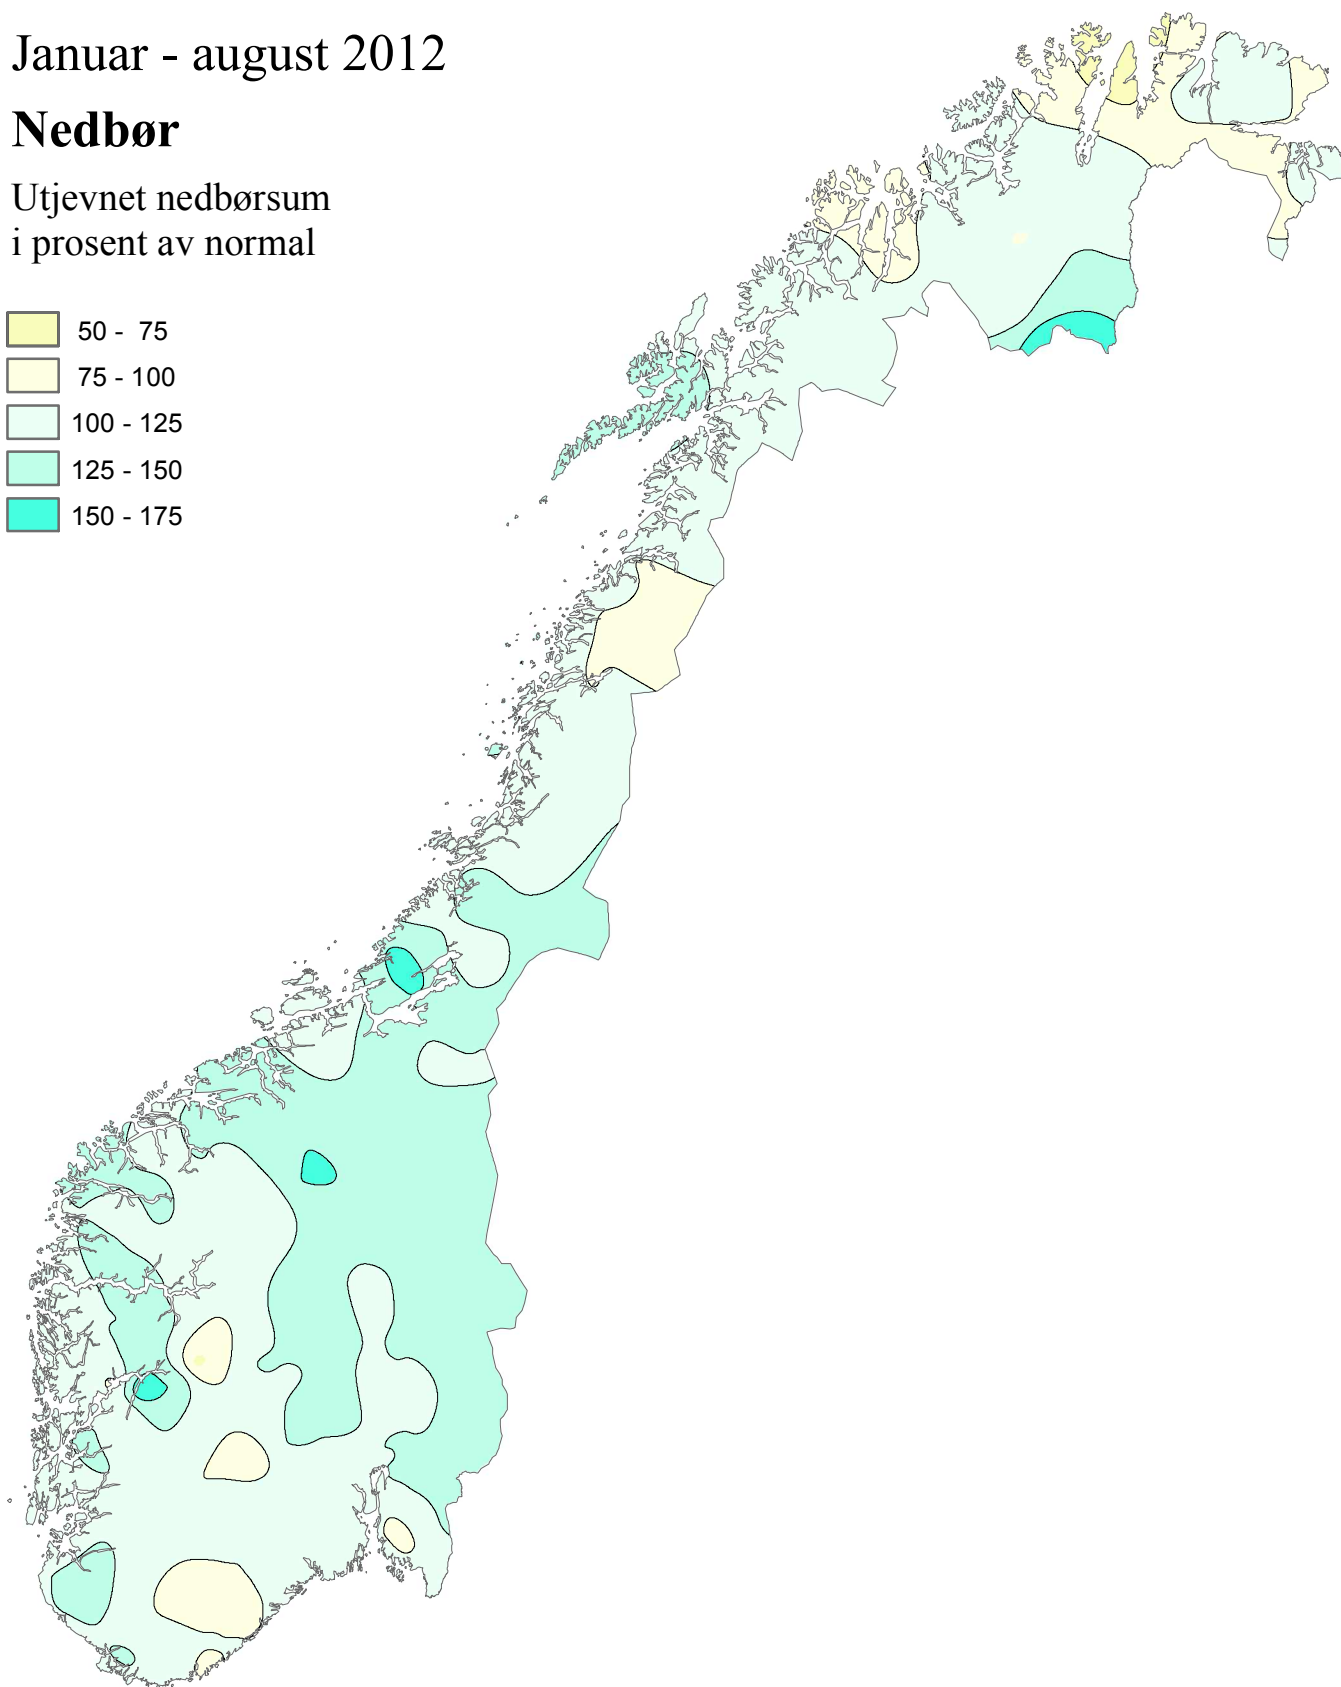 Januar - august 2012
Nedbør
Utjevnet nedbørsum
i prosent av normal
50 - 75
75 - 100
100 - 125
125 - 150
150 - 175